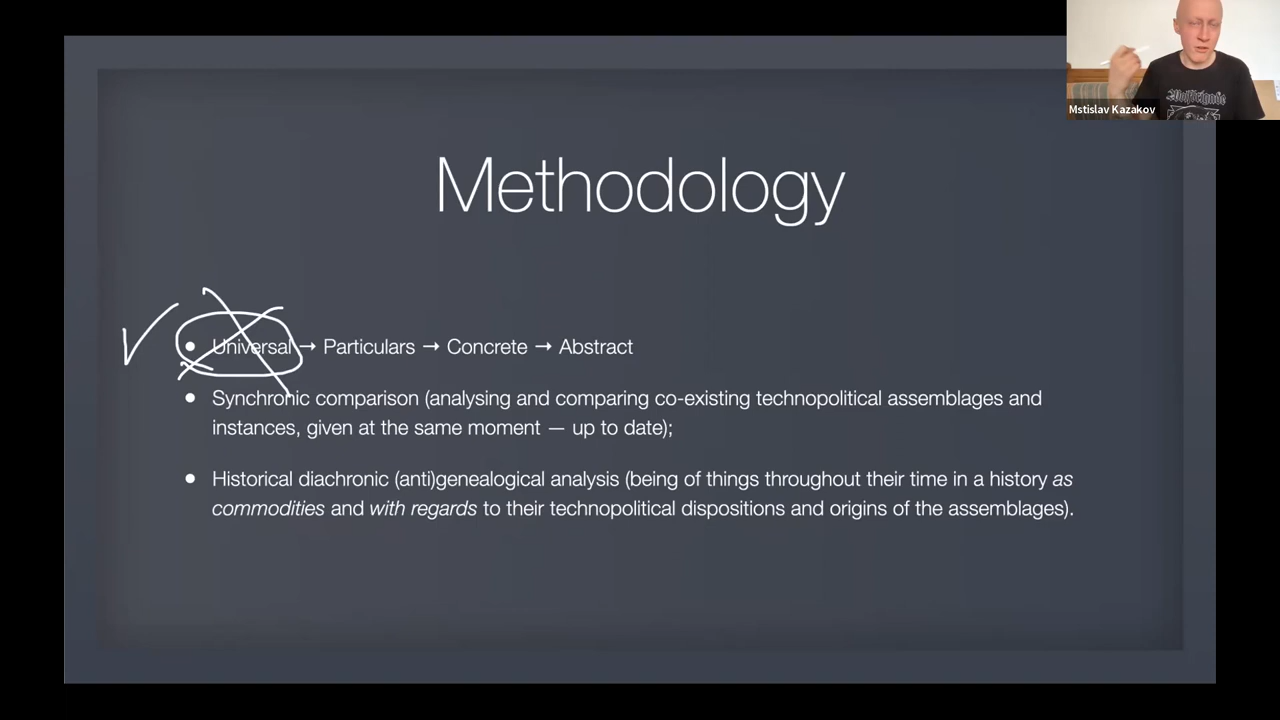 Mstislav Kazakov
Methodology
• Universal → Particulars → Concrete → Abstract
• Synchronic comparison (analysing and comparing co-existing technopolitical assemblages and
instances, given at the same moment — up to date);
• Historical diachronic (anti)genealogical analysis (being of things throughout their time in a history as
commodities and with regards to their technopolitical dispositions and origins of the assemblages).